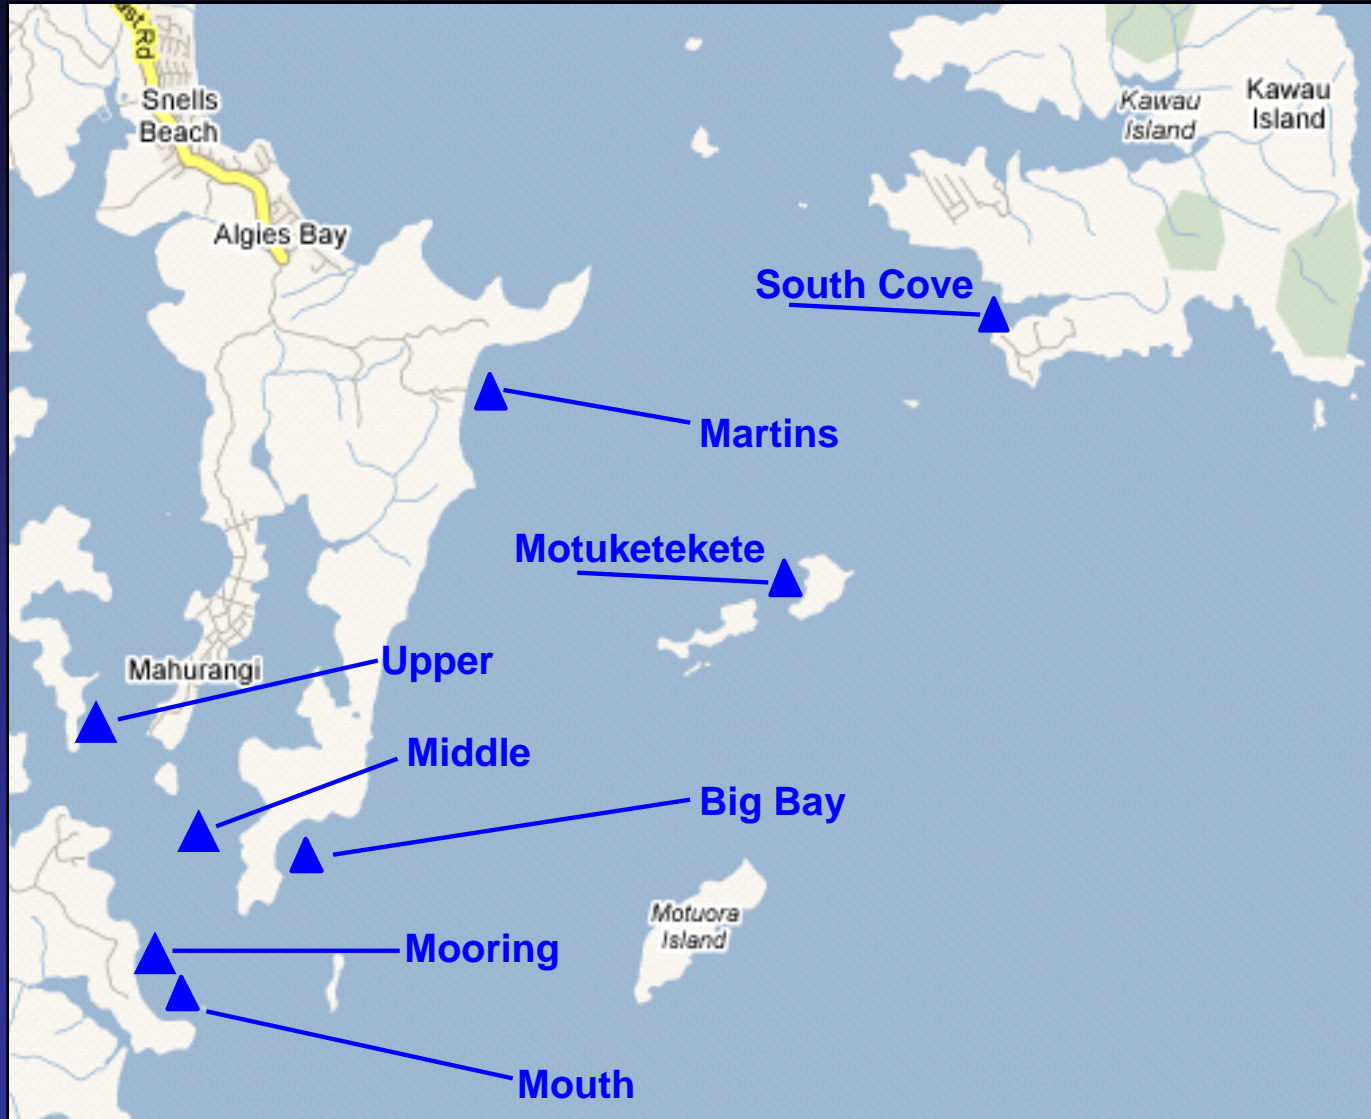 ast Rd
Snells
Beach
Kawau
Island
Kawau
Island
Algies Bay
South Cove
Martins
Motuketekete
Mahurangi
Upper
Middle
Big Bay
Motuora
Island
Mooring
Mouth